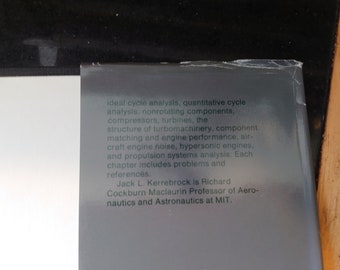 ideal cycle analysis, quantitative cycle
analysis, nonrotating components,
compressors, turbines, the
structure of turbomachinery, component
matching and engine performance, air-
craft engine noise, hypersonic engines,
and propulsion systems analysis. Each
chapter includes problems and
references.
Jack L. Kerrebrock is Richard
Cockburn Maclaurin Professor of Aero-
nautics and Astronautics at MIT.